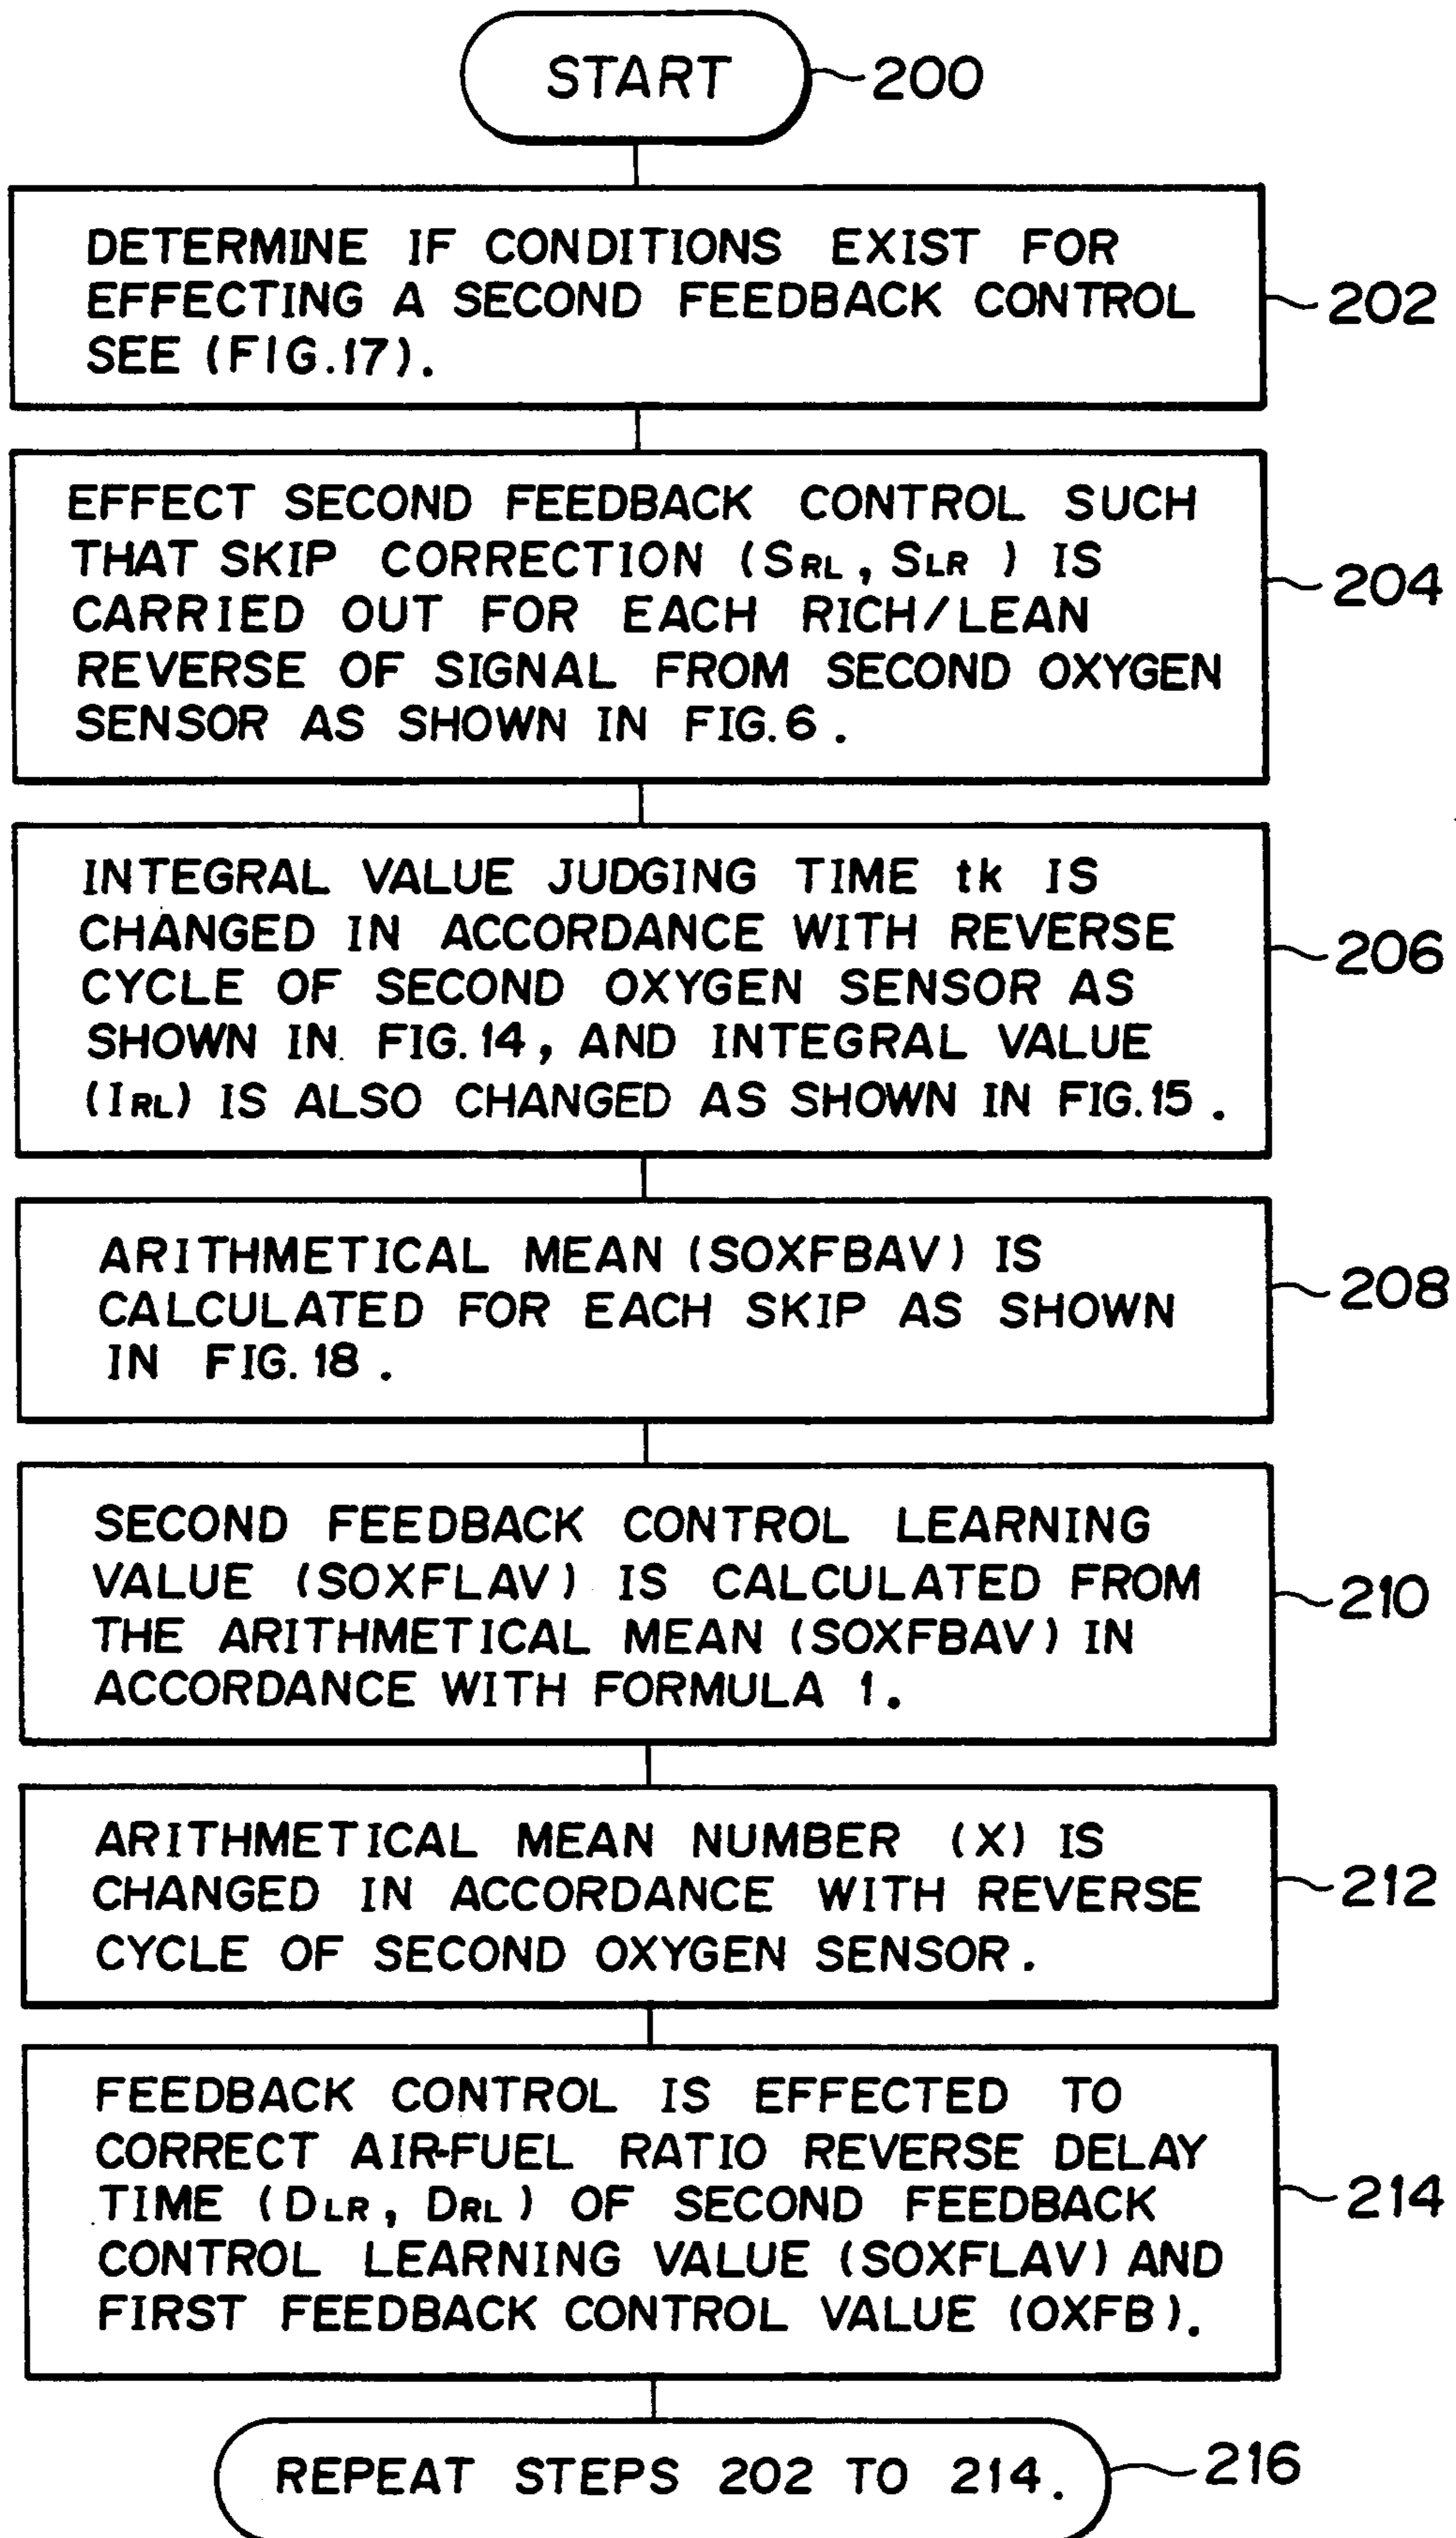 START
200
DETERMINE IF CONDITIONS EXIST FOR
EFFECTING A SECOND FEEDBACK CONTROL
SEE (FIG.17).
202
EFFECT SECOND FEEDBACK CONTROL SUCH
THAT SKIP CORRECTION (SRL, SLR ) IS
CARRIED OUT FOR EACH RICH/LEAN
REVERSE OF SIGNAL FROM SECOND OXYGEN
SENSOR AS SHOWN IN FIG.6.
204
INTEGRAL VALUE JUDGING TIME tk IS
CHANGED IN ACCORDANCE WITH REVERSE
CYCLE OF SECOND OXYGEN SENSOR AS
SHOWN IN FIG.14, AND INTEGRAL VALUE
(IRL) IS ALSO CHANGED AS SHOWN IN FIG.15.
206
ARITHMETICAL MEAN (SOXFBAV) IS
CALCULATED FOR EACH SKIP AS SHOWN
IN FIG.18.
208
SECOND FEEDBACK CONTROL LEARNING
VALUE (SOXFLAV) IS CALCULATED FROM
THE ARITHMETICAL MEAN (SOXFBAV) IN
ACCORDANCE WITH FORMULA 1.
210
ARITHMETICAL MEAN NUMBER (X) IS
CHANGED IN ACCORDANCE WITH REVERSE
CYCLE OF SECOND OXYGEN SENSOR.
212
FEEDBACK CONTROL IS EFFECTED TO
CORRECT AIR-FUEL RATIO REVERSE DELAY
TIME (DLR, DRL) OF SECOND FEEDBACK
CONTROL LEARNING VALUE (SOXFLAV) AND
FIRST FEEDBACK CONTROL VALUE (OXFB).
214
REPEAT STEPS 202 TO 214.
216